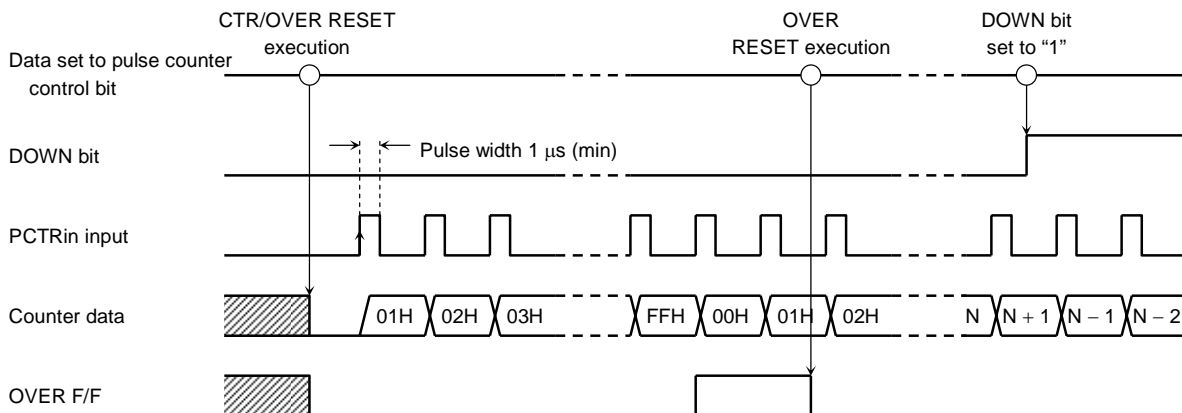 CTR/OVER RESET
execution
OVER
RESET execution
DOWN bit
set to “1”
Data set to pulse counter
control bit
DOWN bit
Pulse width 1 μs (min)
PCTRin input
Counter data
01H 02H 03H FFH 00H 01H 02H N N + 1 N − 1 N − 2
OVER F/F